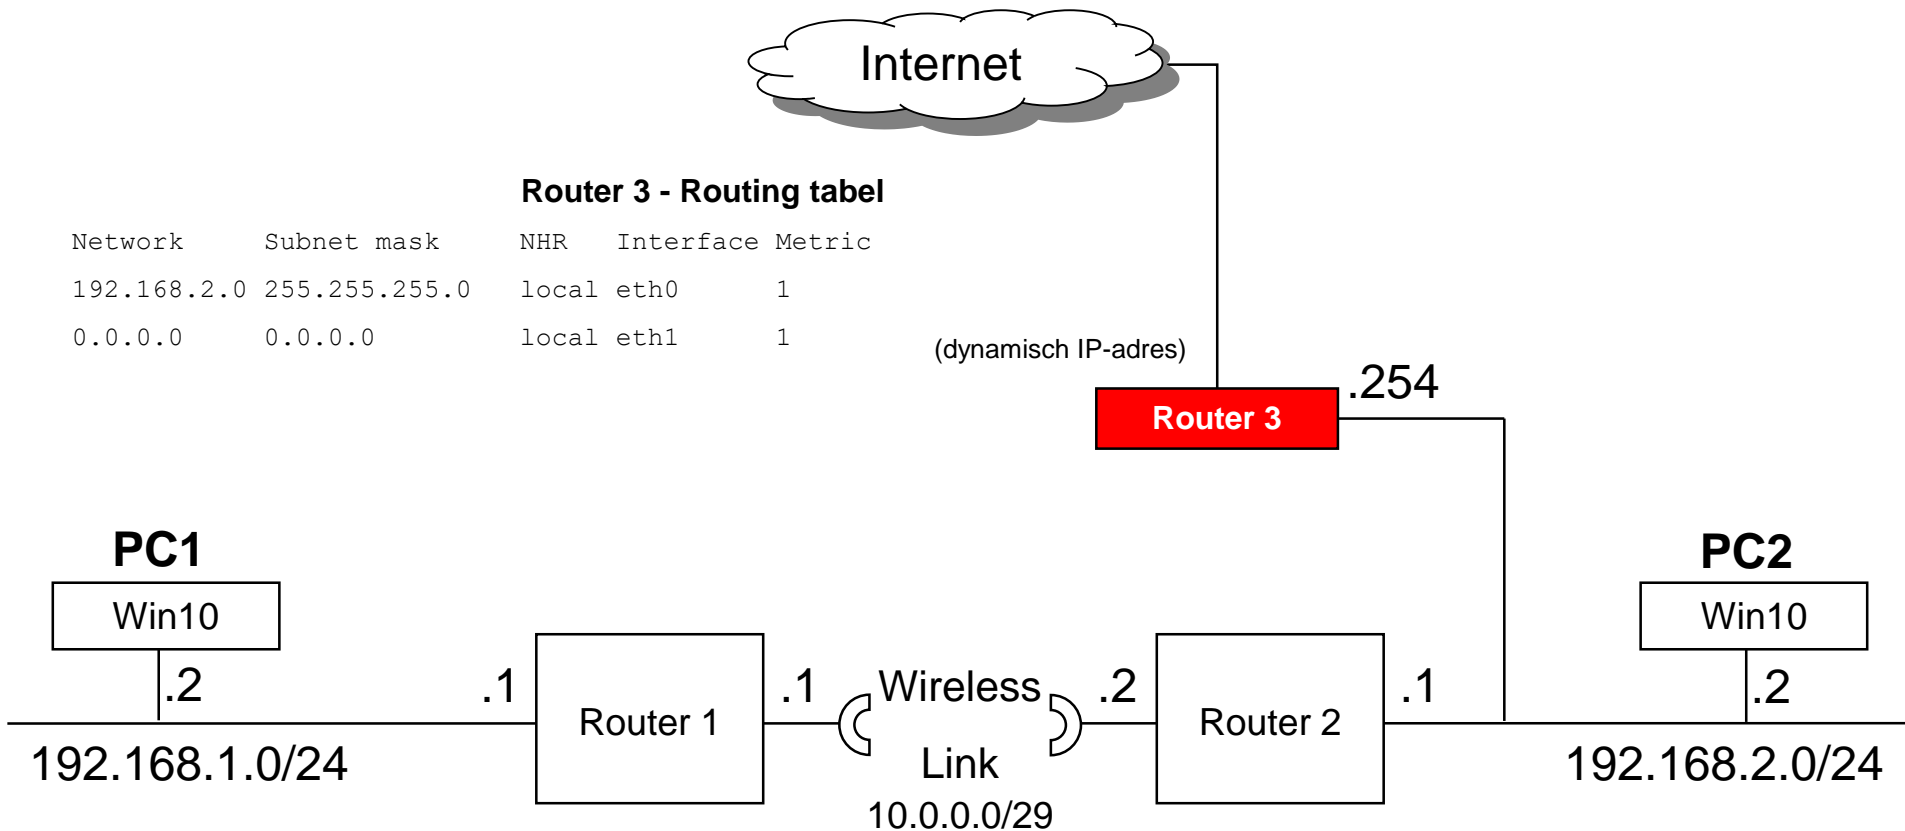 Internet
Router 3 - Routing tabel
Network Subnet mask NHR Interface Metric
192.168.2.0 255.255.255.0 local eth0 1
0.0.0.0 0.0.0.0 local eth1 1
(dynamisch IP-adres)
.254
Router 3
PC1
PC2
Win10
Win10
.2
.1
.1
Wireless
.2
.1
.2
Router 1
Router 2
192.168.1.0/24
Link
192.168.2.0/24
10.0.0.0/29